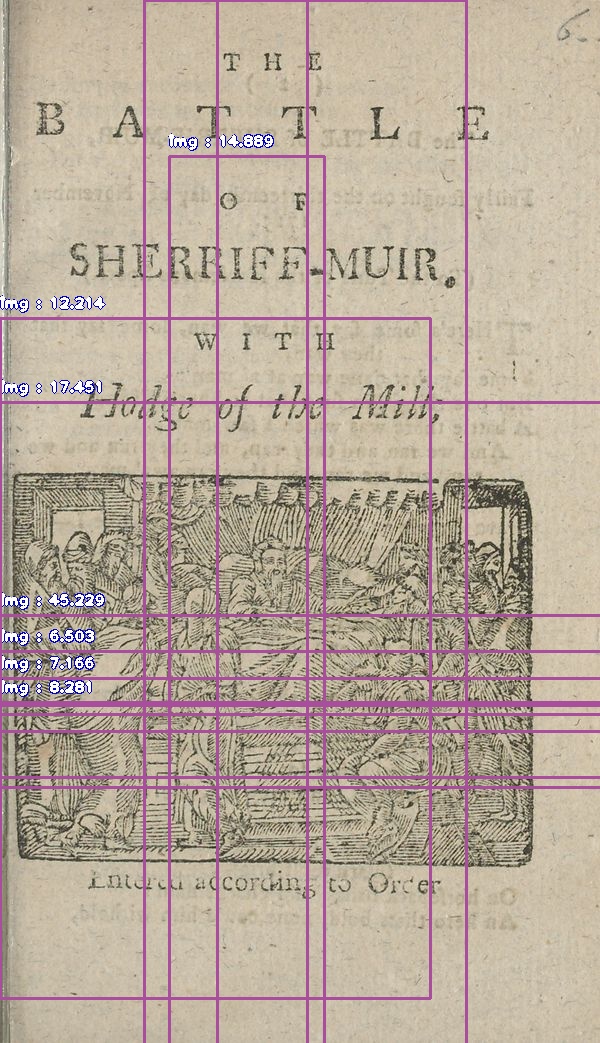 6.
THE
BATTLE
OF
SHERRIFF-MUIR.
WITH
Hodge of the Mill,
Entered according to Order
Img : 14.889
Img : 12.214
Img : 17.451
Img : 45.229
Img : 6.503
Img : 7.166
Img : 8.281